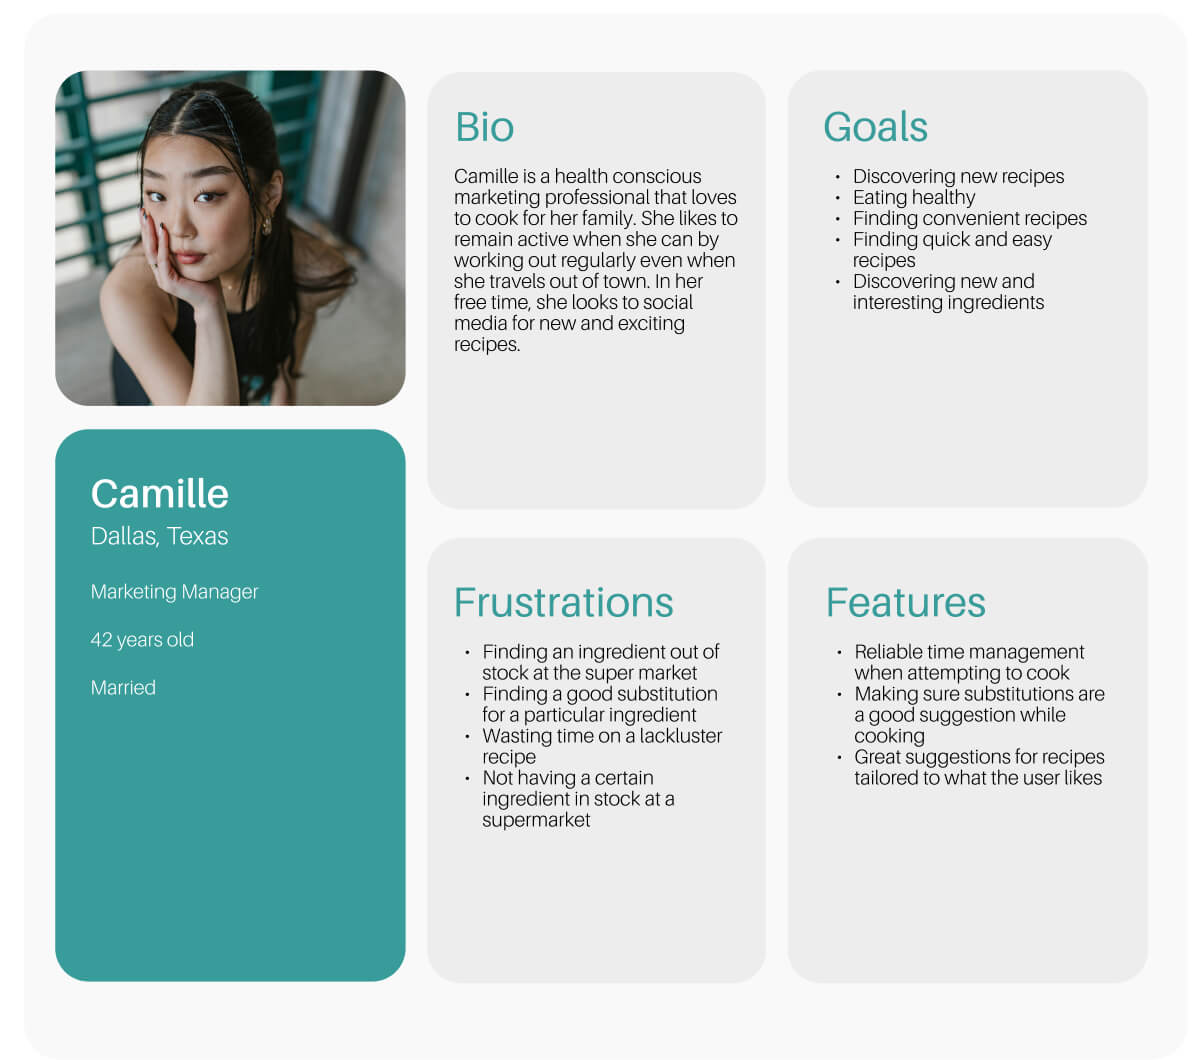 Camille
Dallas, Texas
Marketing Manager
42 years old
Married
Bio
Camille is a health conscious
marketing professional that loves
to cook for her family. She likes to
remain active when she can by
working out regularly even when
she travels out of town. In her
free time, she looks to social
media for new and exciting
recipes.
Goals
• Discovering new recipes
• Eating healthy
• Finding convenient recipes
• Finding quick and easy
recipes
• Discovering new and
interesting ingredients
Frustrations
• Finding an ingredient out of
stock at the super market
• Finding a good substitution
for a particular ingredient
• Wasting time on a lackluster
recipe
• Not having a certain
ingredient in stock at a
supermarket
Features
• Reliable time management
when attempting to cook
• Making sure substitutions are
a good suggestion while
cooking
• Great suggestions for recipes
tailored to what the user likes